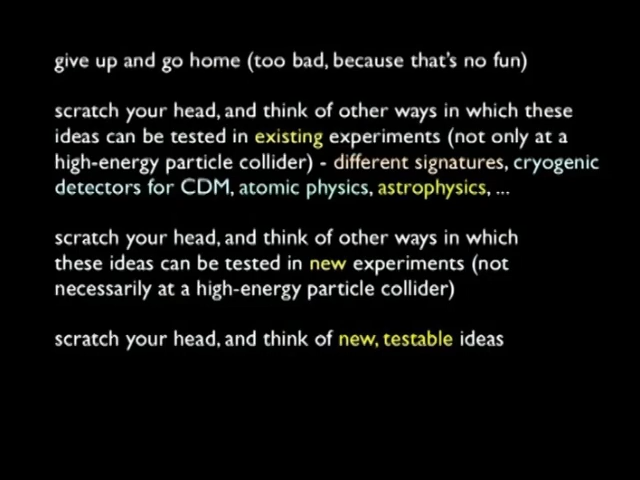 give up and go home (too bad, because that's no fun)
scratch your head, and think of other ways in which these
ideas can be tested in existing experiments (not only at a
high-energy particle collider) - different signatures, cryogenic
detectors for CDM, atomic physics, astrophysics, ...
scratch your head, and think of other ways in which
these ideas can be tested in new experiments (not
necessarily at a high-energy particle collider)
scratch your head, and think of new, testable ideas